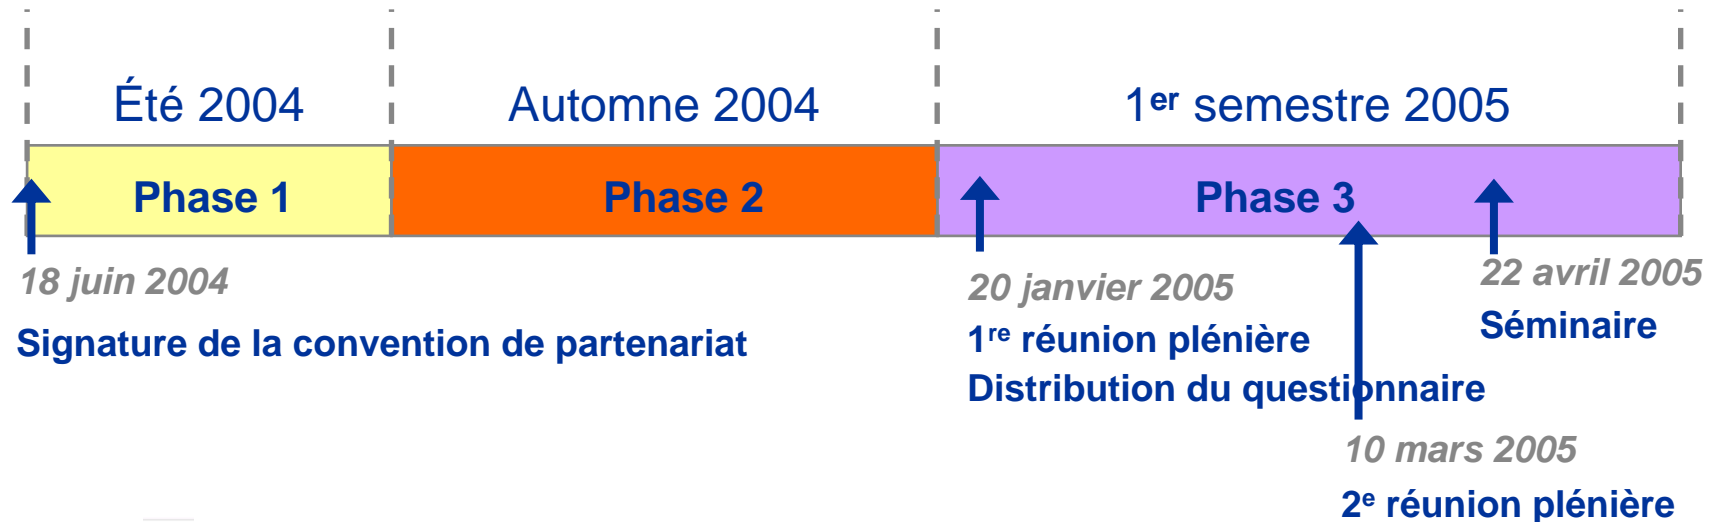 Été 2004
Automne 2004
1er semestre 2005
Phase 1
Phase 2
Phase 3
18 juin 2004
Signature de la convention de partenariat
20 janvier 2005
1re réunion plénière
Distribution du questionnaire
22 avril 2005
Séminaire
10 mars 2005
2e réunion plénière